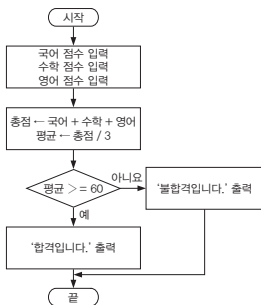 시작
국어 점수 입력
수학 점수 입력
영어 점수 입력
총점 ← 국어 + 수학 + 영어
평균 ← 총점 / 3
평균 >= 60
아니요
‘불합격입니다.’ 출력
예
‘합격입니다.’ 출력
끝